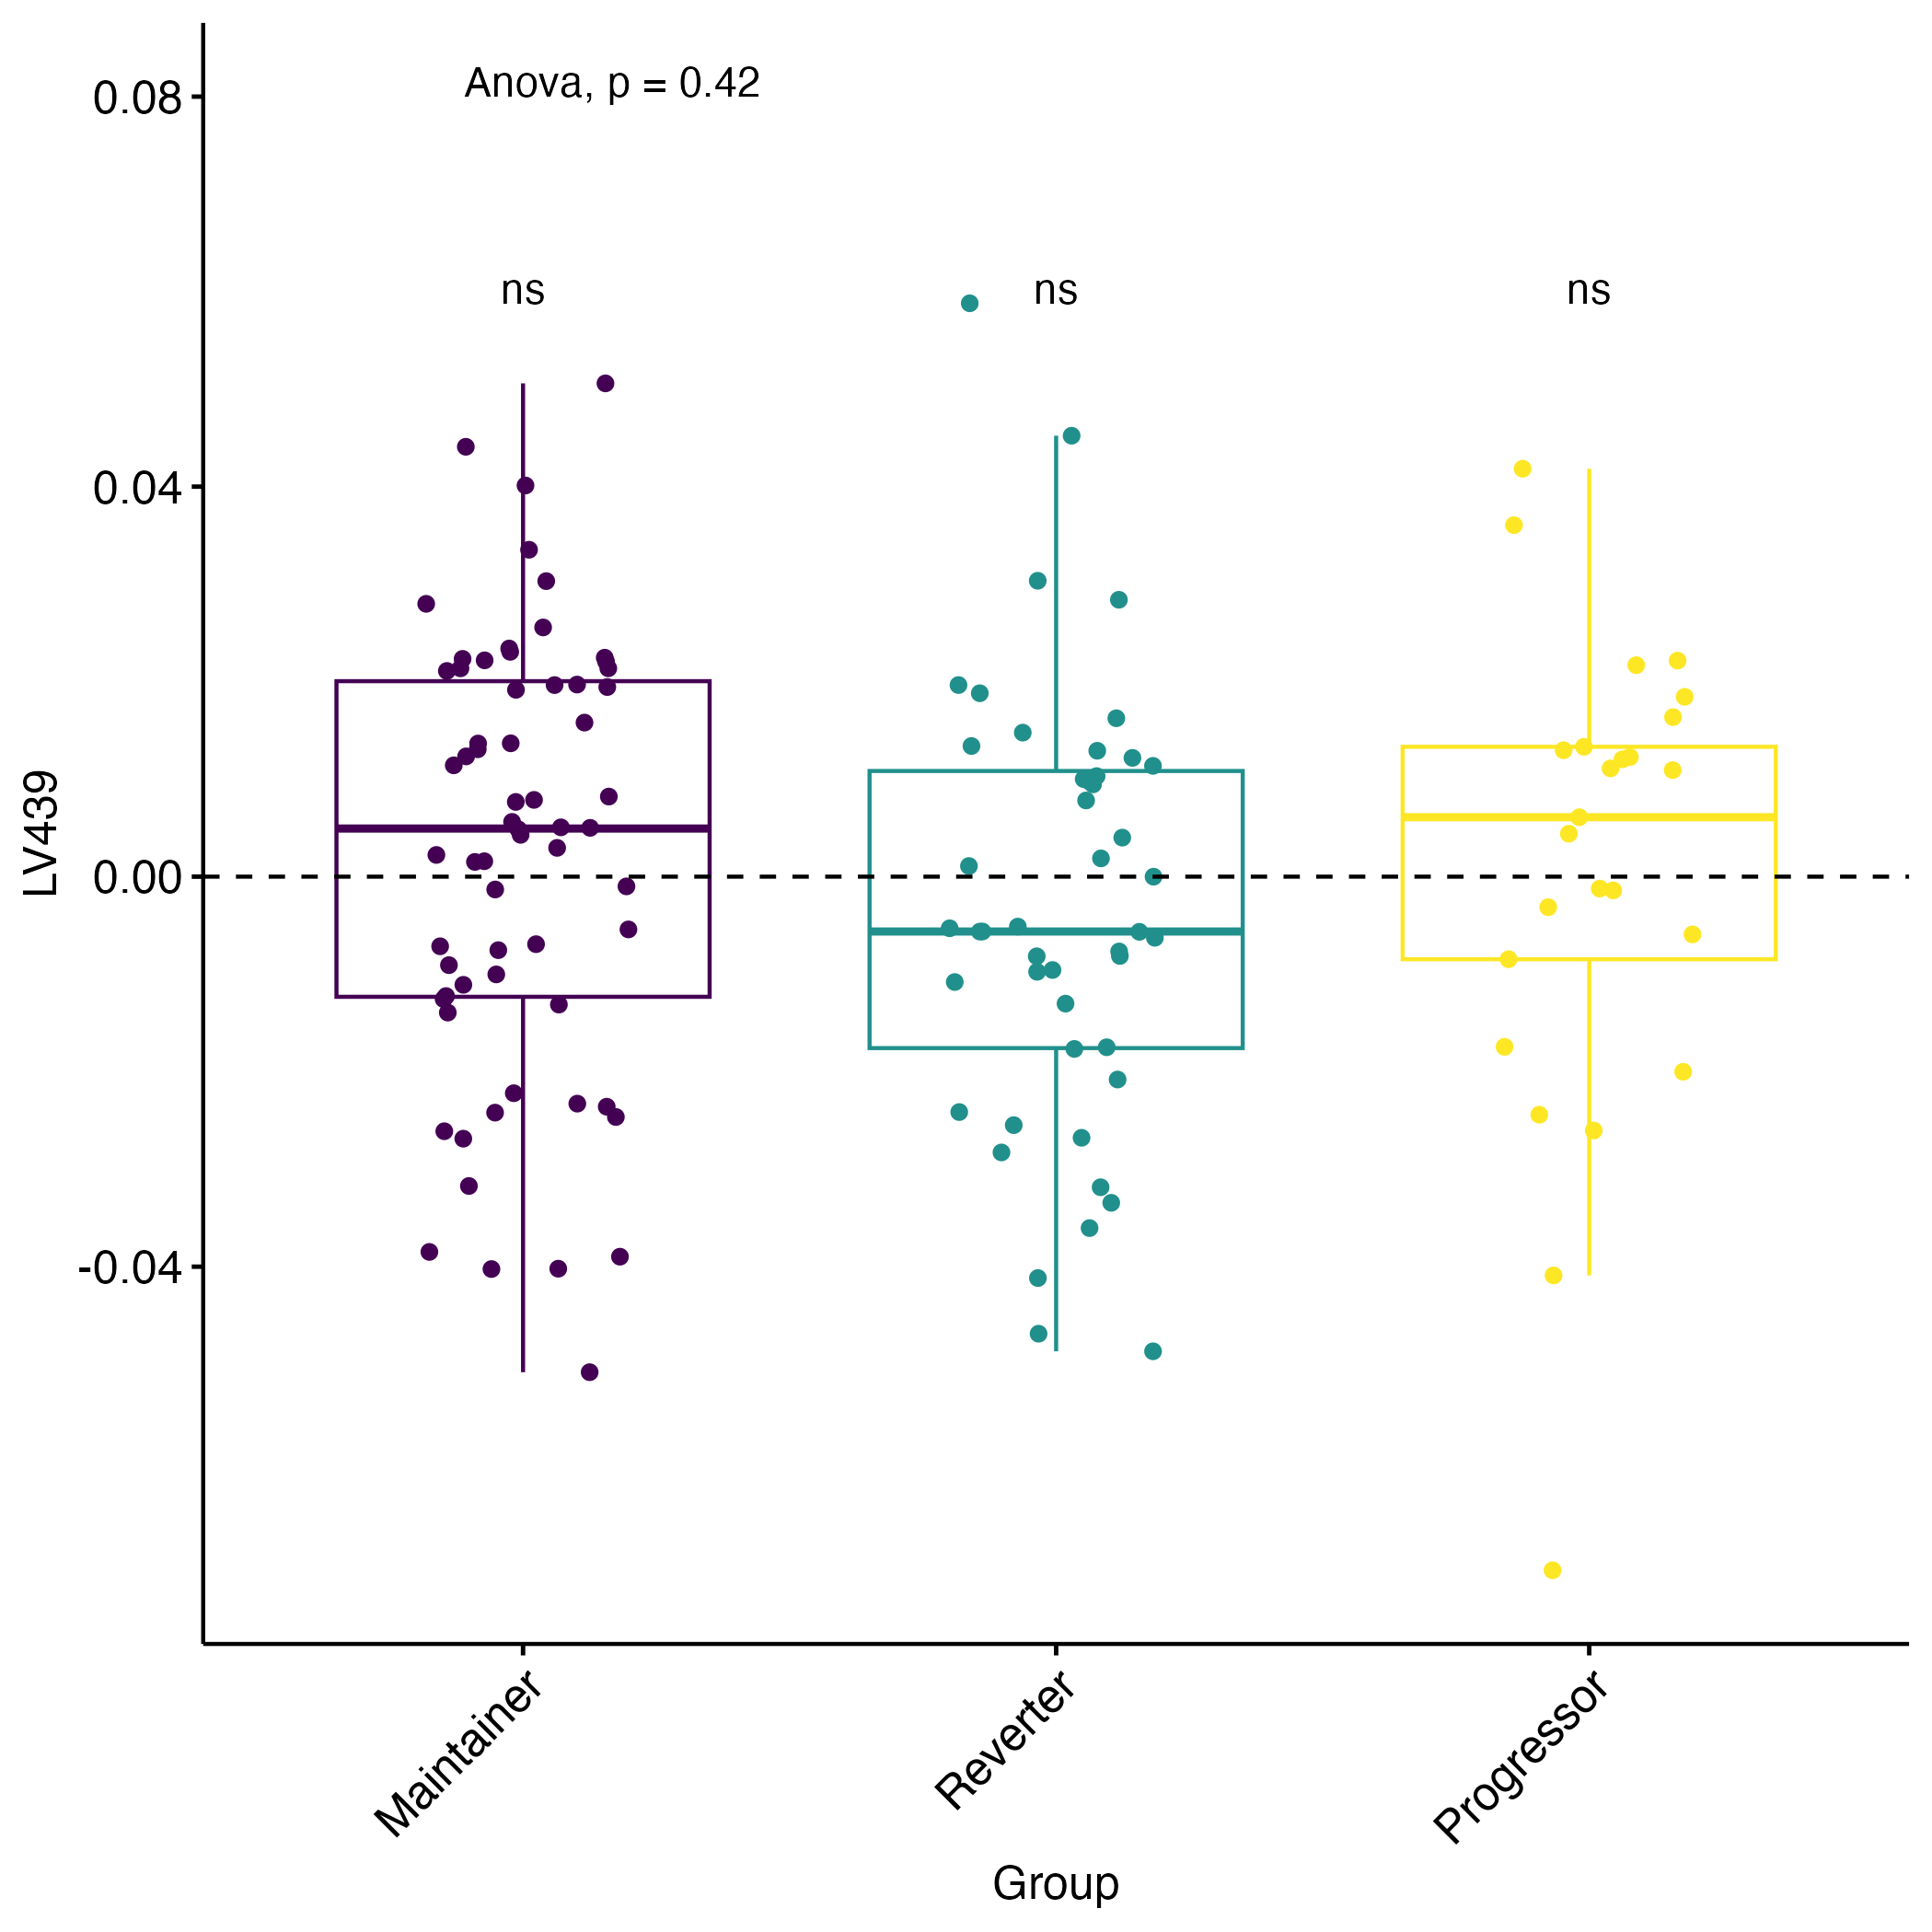 Anova, p = 0.42
ns ns ns
0.08
0.04
0.00
-0.04
LV439
Maintainer
Reverter
Progressor
Group